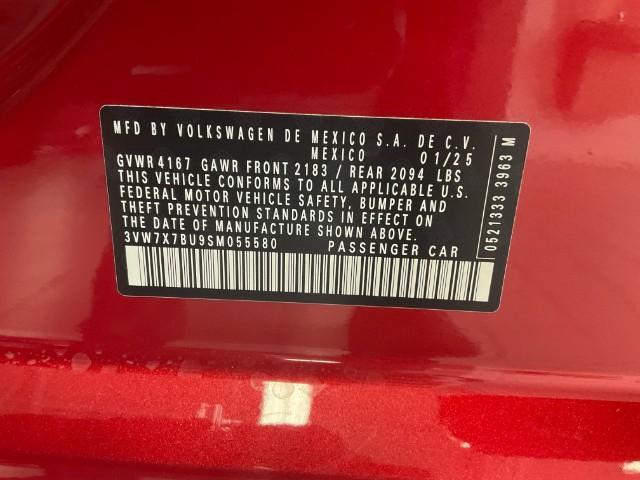 MFD BY VOLKSWAGEN DE MEXICO S.A. DE C.V.
MEXICO 01/25
GVWR 4167 GAWR FRONT 2183 / REAR 2094 LBS
THIS VEHICLE CONFORMS TO ALL APPLICABLE U.S.
FEDERAL MOTOR VEHICLE SAFETY, BUMPER AND
THEFT PREVENTION STANDARDS IN EFFECT ON
THE DATE OF MANUFACTURE SHOWN ABOVE.
3VW7X7BU9SM055580 PASSENGER CAR
0521333 3963 M